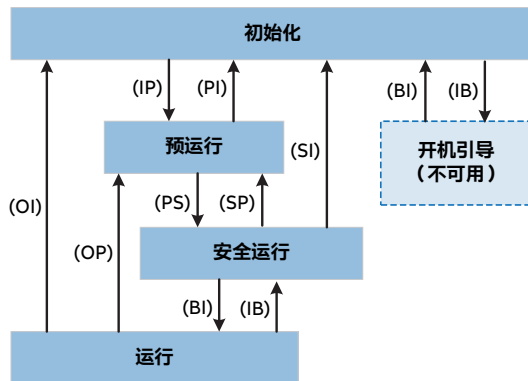 初始化
(IP)
(PI)
(BI)
(IB)
预运行
(SI)
开机引导
（不可用）
(OI)
(PS)
(SP)
(OP)
安全运行
(BI)
(IB)
运行